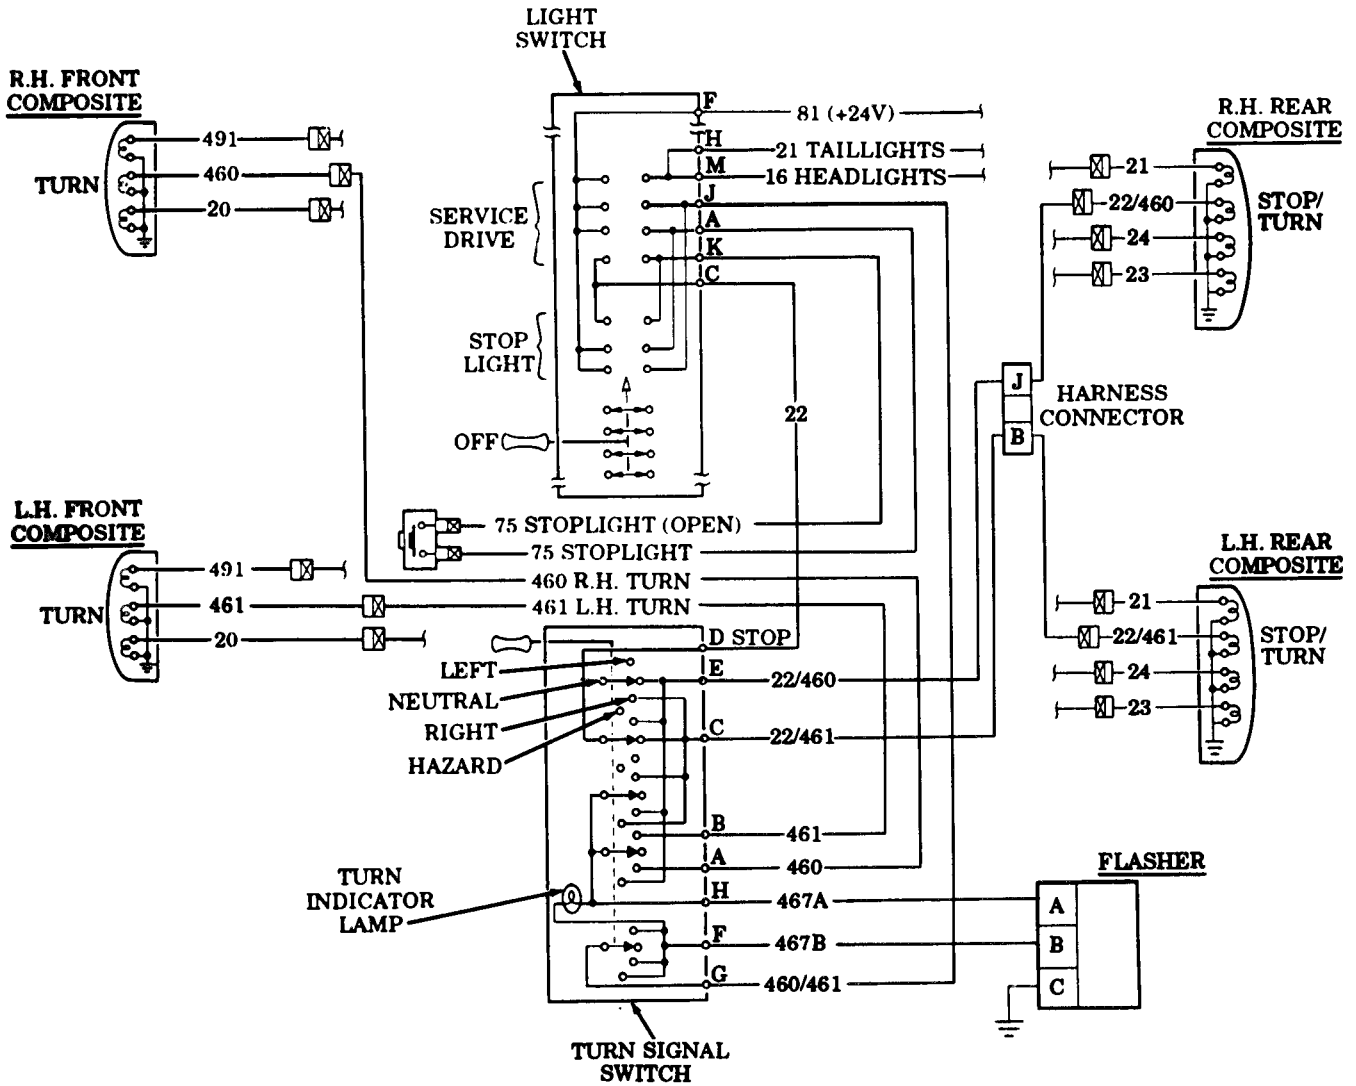 LIGHT
SWITCH
R.H. FRONT
COMPOSITE
491
460
20
TURN
F
81 (+24V)
H
21 TAILLIGHTS
M
16 HEADLIGHTS
J
A
K
C
SERVICE
DRIVE
STOP
LIGHT
OFF
22
R.H. REAR
COMPOSITE
21
22/460
24
23
STOP/
TURN
J
B
HARNESS
CONNECTOR
L.H. FRONT
COMPOSITE
491
461
20
TURN
75 STOPLIGHT (OPEN)
75 STOPLIGHT
460 R.H. TURN
461 L.H. TURN
L.H. REAR
COMPOSITE
21
22/461
24
23
STOP/
TURN
D STOP
E
22/460
C
22/461
B
461
A
460
H
467A
F
467B
G
460/461
LEFT
NEUTRAL
RIGHT
HAZARD
TURN
INDICATOR
LAMP
FLASHER
A
B
C
TURN SIGNAL
SWITCH